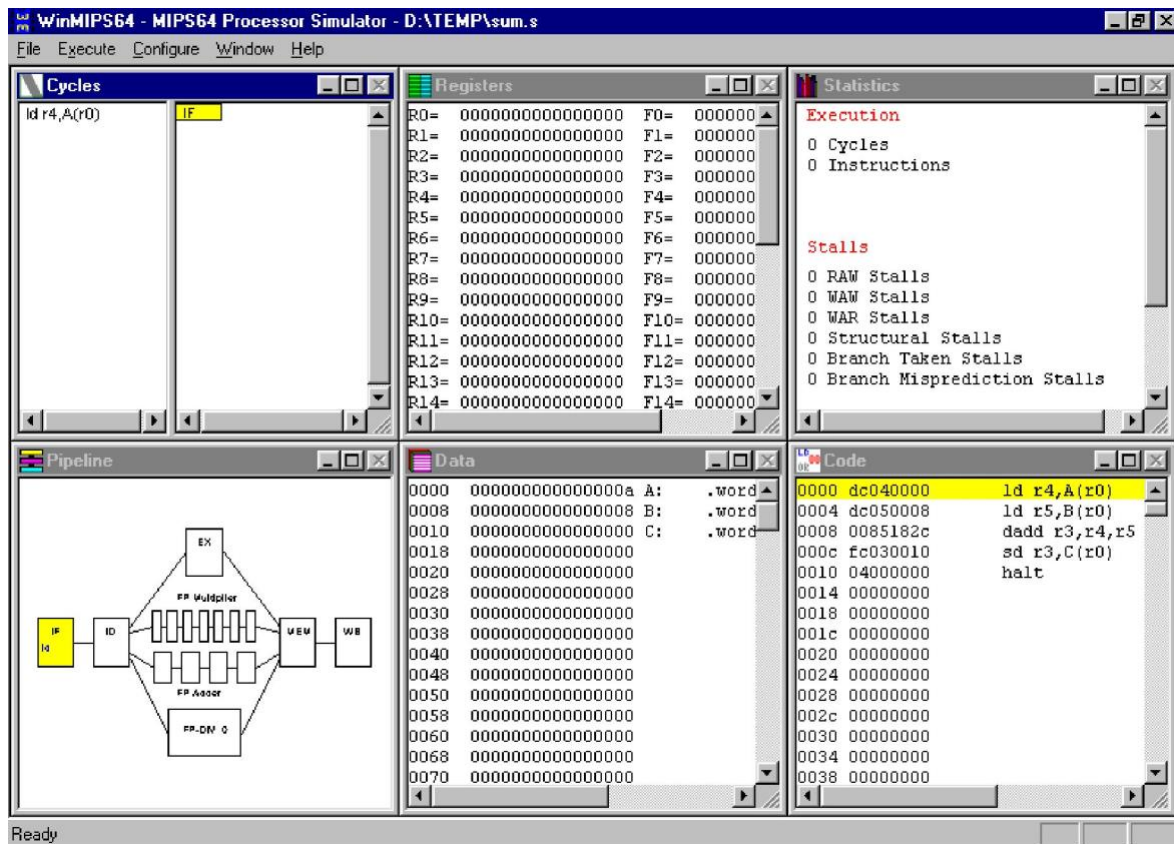 WinMIPS64 - MIPS64 Processor Simulator - D:\TEMP\sum.s
File Execute Configure Window Help
Cycles
ld r4,A(r0)
IF
Registers
R0= 0000000000000000 F0= 000000
R1= 0000000000000000 F1= 000000
R2= 0000000000000000 F2= 000000
R3= 0000000000000000 F3= 000000
R4= 0000000000000000 F4= 000000
R5= 0000000000000000 F5= 000000
R6= 0000000000000000 F6= 000000
R7= 0000000000000000 F7= 000000
R8= 0000000000000000 F8= 000000
R9= 0000000000000000 F9= 000000
R10= 0000000000000000 F10= 000000
R11= 0000000000000000 F11= 000000
R12= 0000000000000000 F12= 000000
R13= 0000000000000000 F13= 000000
R14= 0000000000000000 F14= 000000
Statistics
Execution
0 Cycles
0 Instructions
Stalls
0 RAW Stalls
0 WAW Stalls
0 WAR Stalls
0 Structural Stalls
0 Branch Taken Stalls
0 Branch Misprediction Stalls
Pipeline
EX
FP Multiplier
IF
ld
ID
MEM
WB
FP Adder
FP-DIV 0
Data
0000 000000000000000a A: .word
0008 0000000000000008 B: .word
0010 0000000000000000 C: .word
0018 0000000000000000
0020 0000000000000000
0028 0000000000000000
0030 0000000000000000
0038 0000000000000000
0040 0000000000000000
0048 0000000000000000
0050 0000000000000000
0058 0000000000000000
0060 0000000000000000
0068 0000000000000000
0070 0000000000000000
Code
0000 dc040000 ld r4,A(r0)
0004 dc050008 ld r5,B(r0)
0008 0085182c dadd r3,r4,r5
000c fc030010 sd r3,C(r0)
0010 04000000 halt
0014 00000000
0018 00000000
001c 00000000
0020 00000000
0024 00000000
0028 00000000
002c 00000000
0030 00000000
0034 00000000
0038 00000000
Ready